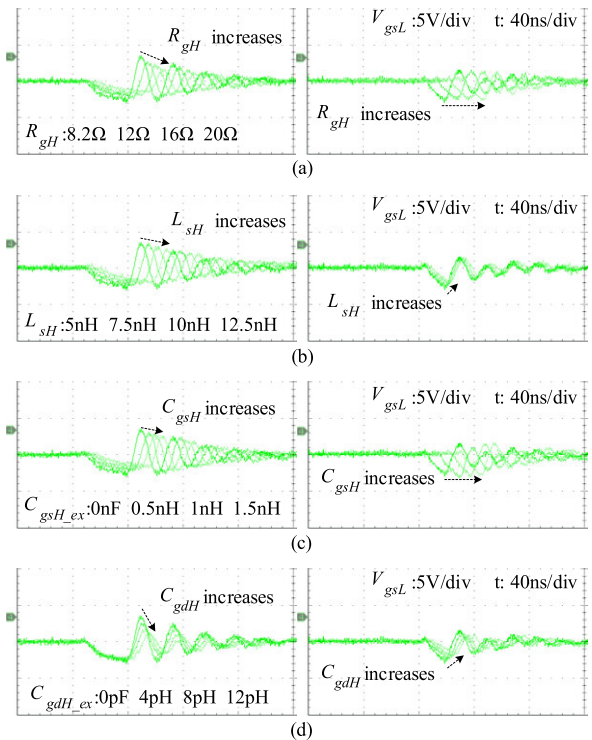 R_gH increases
R_gH:8.2Ω 12Ω 16Ω 20Ω
V_gsL:5V/div t: 40ns/div
R_gH increases
(a)
L_sH increases
L_sH:5nH 7.5nH 10nH 12.5nH
V_gsL:5V/div t: 40ns/div
L_sH increases
(b)
C_gsH increases
C_gsH_ex:0nF 0.5nH 1nH 1.5nH
V_gsL:5V/div t: 40ns/div
C_gsH increases
(c)
C_gdH increases
C_gdH_ex:0pF 4pH 8pH 12pH
V_gsL:5V/div t: 40ns/div
C_gdH increases
(d)